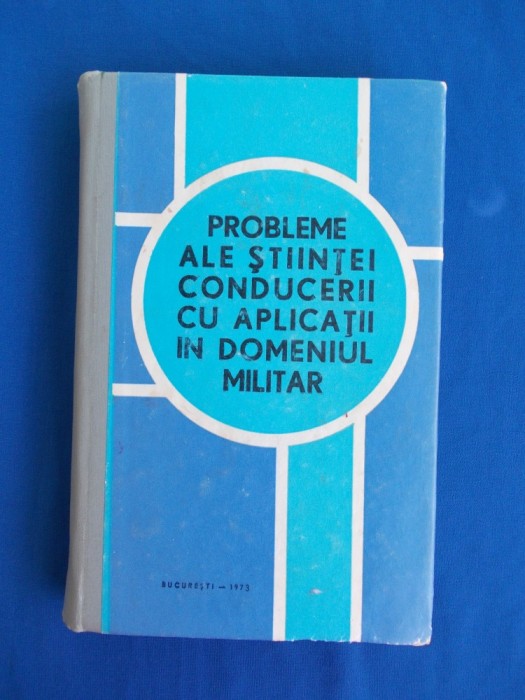 PROBLEME
ALE ŞTIINŢEI
CONDUCERII
CU APLICAŢII
IN DOMENIUL
MILITAR
BUCUREŞTI — 1973